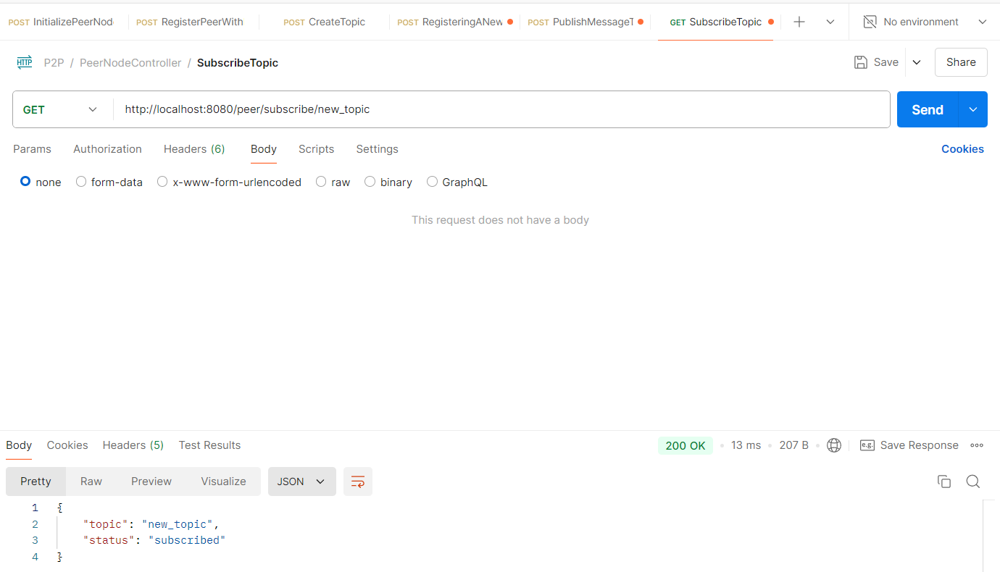 POST InitializePeerNod POST RegisterPeerWith POST CreateTopic POST RegisteringANew POST PublishMessageT GET SubscribeTopic No environment
HTTP P2P / PeerNodeController / SubscribeTopic Save Share
GET http://localhost:8080/peer/subscribe/new_topic Send
Params Authorization Headers (6) Body Scripts Settings Cookies
none form-data x-www-form-urlencoded raw binary GraphQL
This request does not have a body
Body Cookies Headers (5) Test Results 200 OK 13 ms 207 B e.g. Save Response
Pretty Raw Preview Visualize JSON
1 {
2 "topic": "new_topic",
3 "status": "subscribed"
4 }